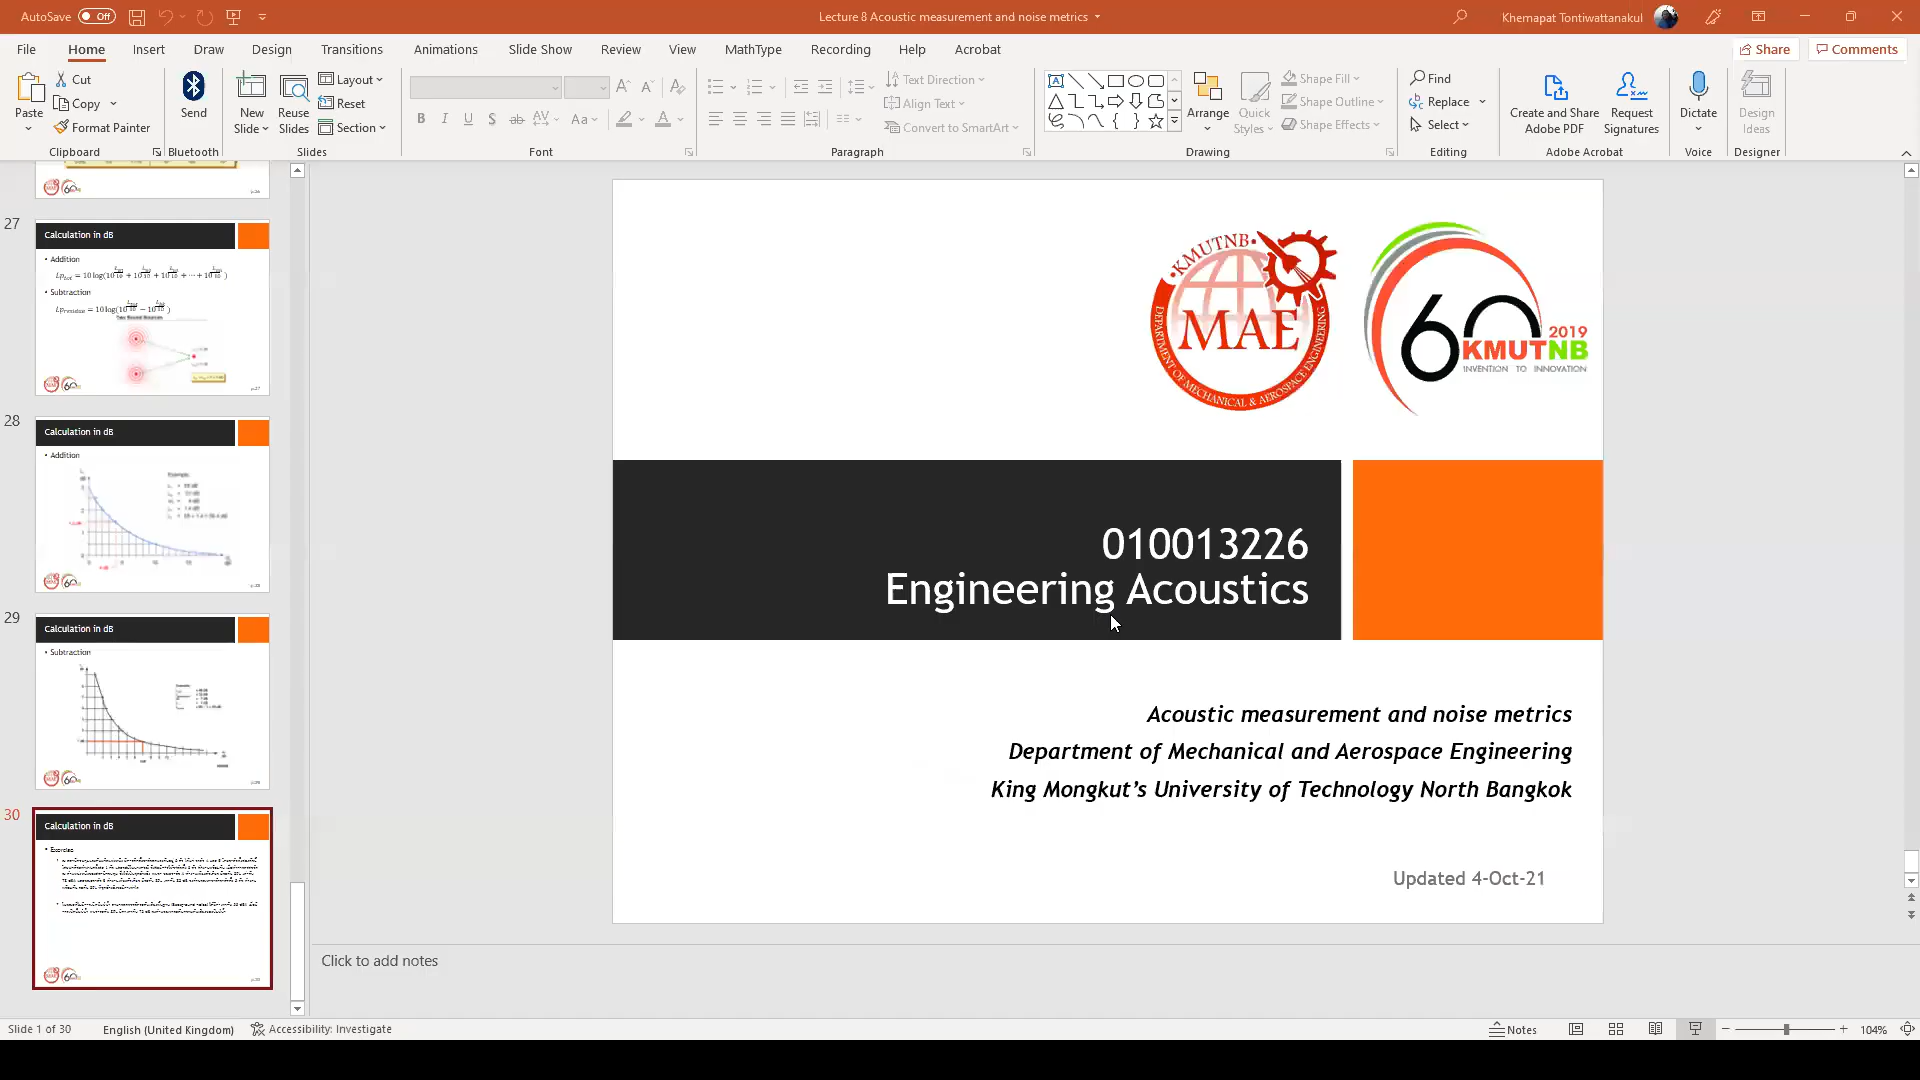 AutoSave Off
Lecture 8 Acoustic measurement and noise metrics
Khemapat Tontiwattanakul
File Home Insert Draw Design Transitions Animations Slide Show Review View MathType Recording Help Acrobat
Share Comments
Paste
Cut
Copy
Format Painter
Clipboard
Send
Bluetooth
New Slide
Reuse Slides
Layout
Reset
Section
Slides
B I U S ab AV Aa A
Font
Text Direction
Align Text
Convert to SmartArt
Paragraph
Arrange
Quick Styles
Shape Fill
Shape Outline
Shape Effects
Drawing
Find
Replace
Select
Editing
Create and Share Adobe PDF
Request Signatures
Adobe Acrobat
Dictate
Voice
Design Ideas
Designer
27
Calculation in dB
Addition
Subtraction
28
Calculation in dB
Addition
29
Calculation in dB
Subtraction
30
Calculation in dB
Exercise
KMUTNB
MAE
DEPARTMENT OF MECHANICAL & AEROSPACE ENGINEERING
60
2019
KMUTNB
INVENTION TO INNOVATION
010013226
Engineering Acoustics
Acoustic measurement and noise metrics
Department of Mechanical and Aerospace Engineering
King Mongkut's University of Technology North Bangkok
Updated 4-Oct-21
Click to add notes
Slide 1 of 30 English (United Kingdom) Accessibility: Investigate
Notes
104%